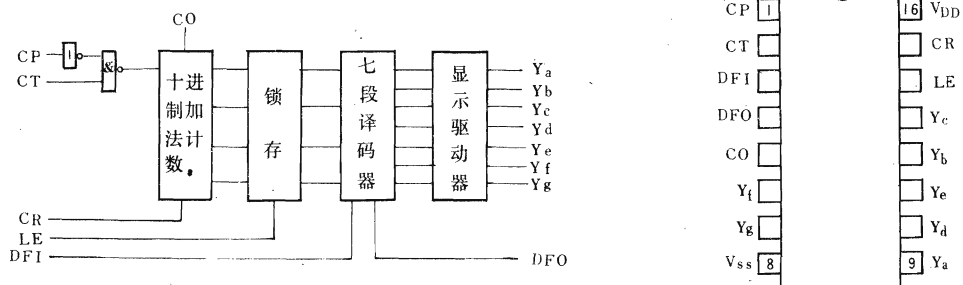 CO
CP 1
CT
&
十进制加法计数.
锁存
七段译码器
显示驱动器
Ya
Yb
Yc
Yd
Ye
Yf
Yg
CR
LE
DFI
DFO
CP 1
CT
DFI
DFO
CO
Yf
Yg
Vss 8
16 VDD
CR
LE
Yc
Yb
Ye
Yd
9 Ya